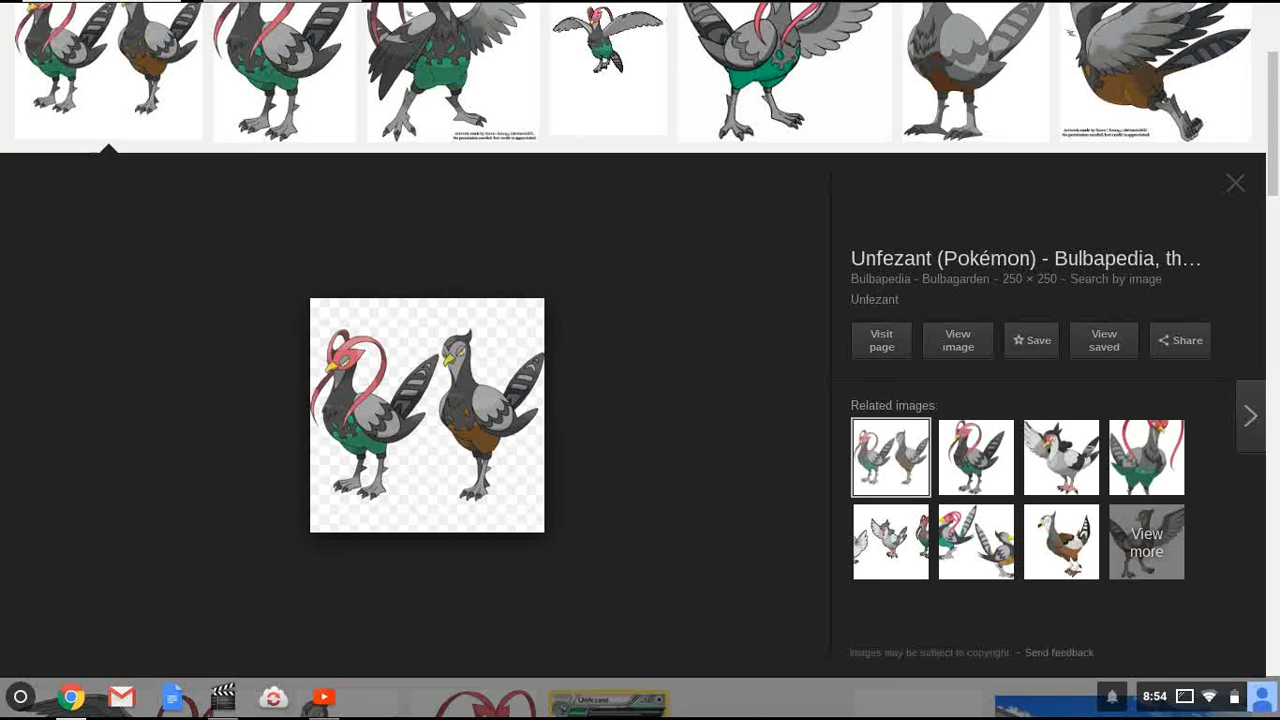 Unfezant (Pokémon) - Bulbapedia, th...
Bulbapedia - Bulbagarden - 250 × 250 - Search by image
Unfezant
Visit page
View image
Save
View saved
Share
Related images:
View more
Images may be subject to copyright. - Send feedback
Unfezant
8:54